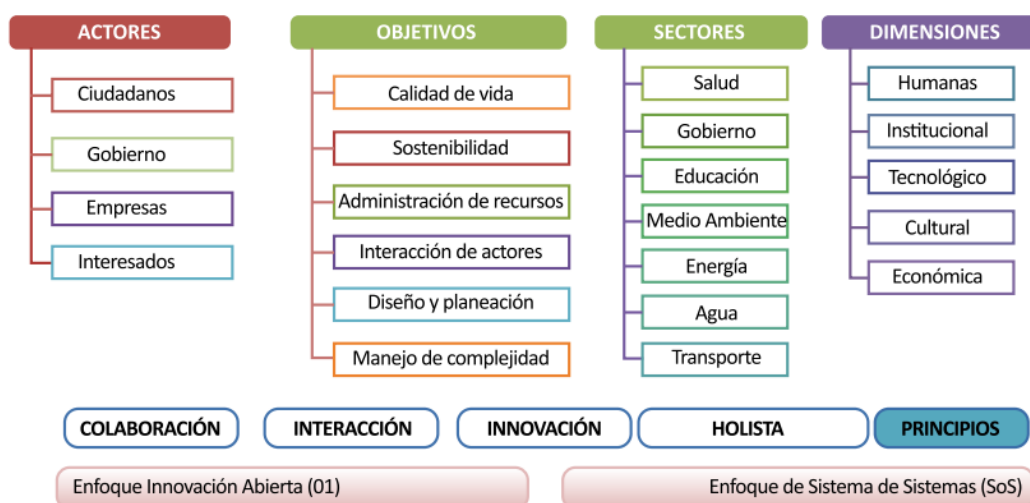 ACTORES
Ciudadanos
Gobierno
Empresas
Interesados
OBJETIVOS
Calidad de vida
Sostenibilidad
Administración de recursos
Interacción de actores
Diseño y planeación
Manejo de complejidad
SECTORES
Salud
Gobierno
Educación
Medio Ambiente
Energía
Agua
Transporte
DIMENSIONES
Humanas
Institucional
Tecnológico
Cultural
Económica
COLABORACIÓN
INTERACCIÓN
INNOVACIÓN
HOLISTA
PRINCIPIOS
Enfoque Innovación Abierta (01)
Enfoque de Sistema de Sistemas (SoS)